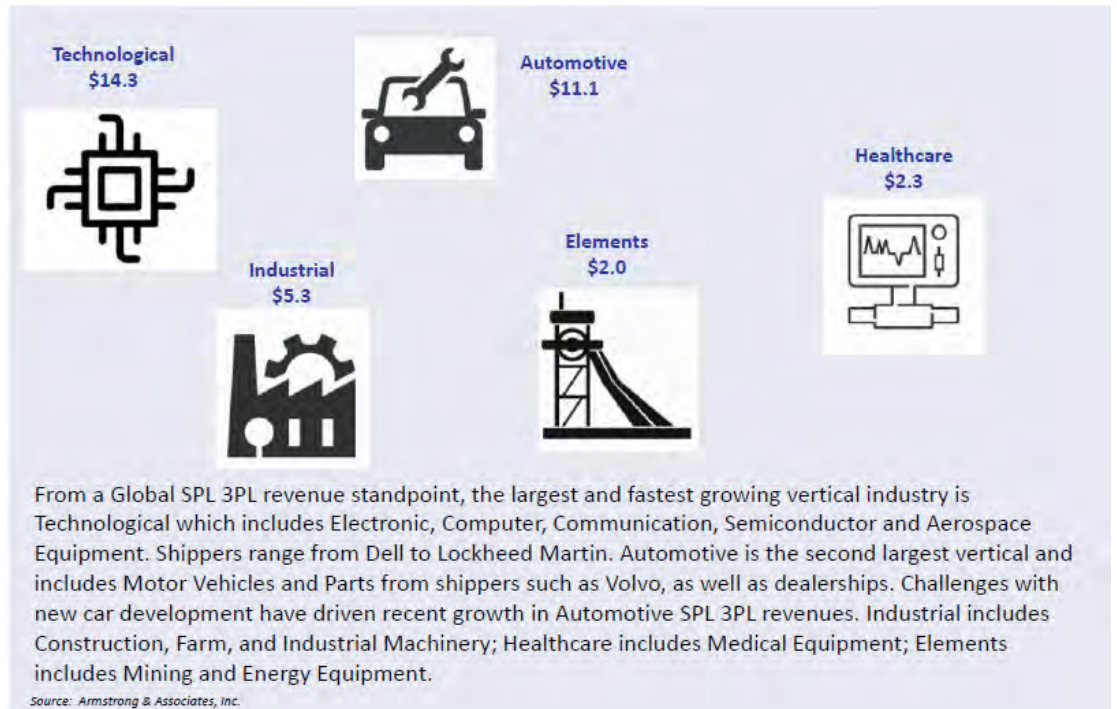 Technological
$14.3
Automotive
$11.1
Healthcare
$2.3
Elements
$2.0
Industrial
$5.3
From a Global SPL 3PL revenue standpoint, the largest and fastest growing vertical industry is
Technological which includes Electronic, Computer, Communication, Semiconductor and Aerospace
Equipment. Shippers range from Dell to Lockheed Martin. Automotive is the second largest vertical and
includes Motor Vehicles and Parts from shippers such as Volvo, as well as dealerships. Challenges with
new car development have driven recent growth in Automotive SPL 3PL revenues. Industrial includes
Construction, Farm, and Industrial Machinery; Healthcare includes Medical Equipment; Elements
includes Mining and Energy Equipment.
Source: Armstrong & Associates, Inc.